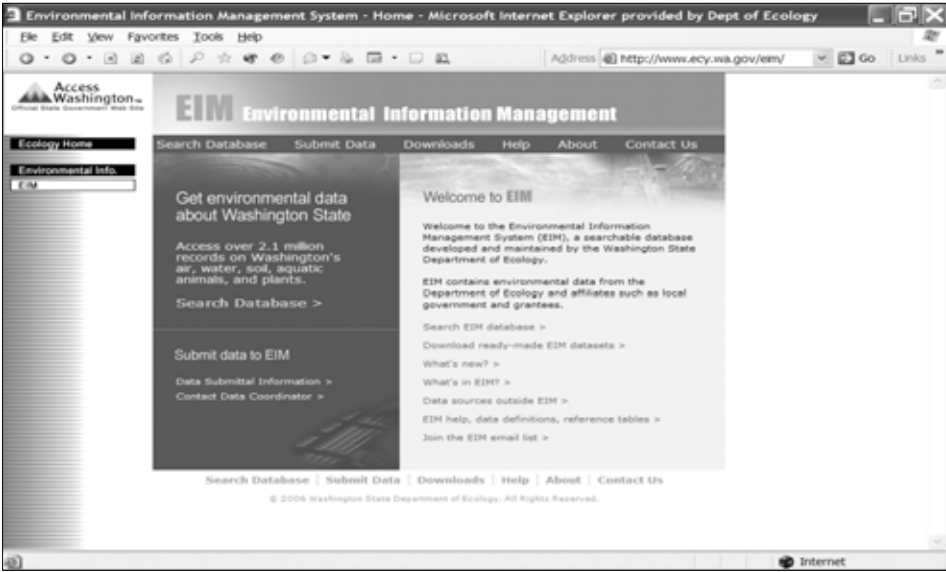 Environmental Information Management System - Home - Microsoft Internet Explorer provided by Dept of Ecology
File Edit View Favorites Tools Help
Address http://www.ecy.wa.gov/eim/ Go Links »
Access
Washington
Official State Government Web Site
EIM Environmental Information Management
Ecology Home
Search Database Submit Data Downloads Help About Contact Us
Environmental Info.
EIM
Get environmental data
about Washington State
Access over 2.1 million
records on Washington's
air, water, soil, aquatic
animals, and plants.
Search Database >
Submit data to EIM
Data Submittal Information >
Contact Data Coordinator >
Welcome to EIM
Welcome to the Environmental Information
Management System (EIM), a searchable database
developed and maintained by the Washington State
Department of Ecology.
EIM contains environmental data from the
Department of Ecology and affiliates such as local
government and grantees.
Search EIM database >
Download ready-made EIM datasets >
What's new? >
What's in EIM? >
Data sources outside EIM >
EIM help, data definitions, reference tables >
Join the EIM email list >
Search Database | Submit Data | Downloads | Help | About | Contact Us
© 2006 Washington State Department of Ecology. All Rights Reserved.
Internet